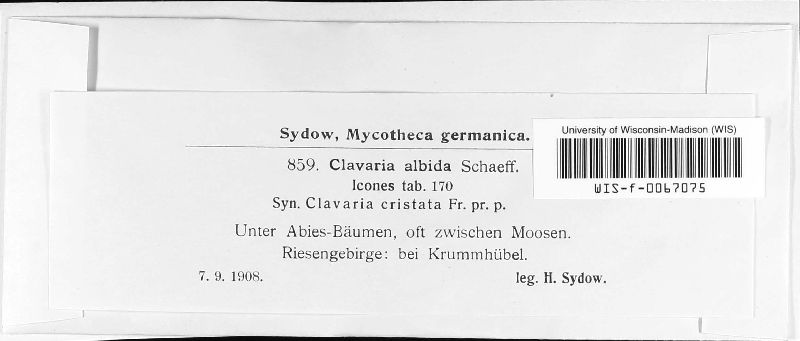 Sydow, Mycotheca germanica.
University of Wisconsin-Madison (WIS)
WIS-f-0067075
859. Clavaria albida Schaeff.
Icones tab. 170
Syn. Clavaria cristata Fr. pr. p.
Unter Abies-Bäumen, oft zwischen Moosen.
Riesengebirge: bei Krummhübel.
7. 9. 1908. leg. H. Sydow.